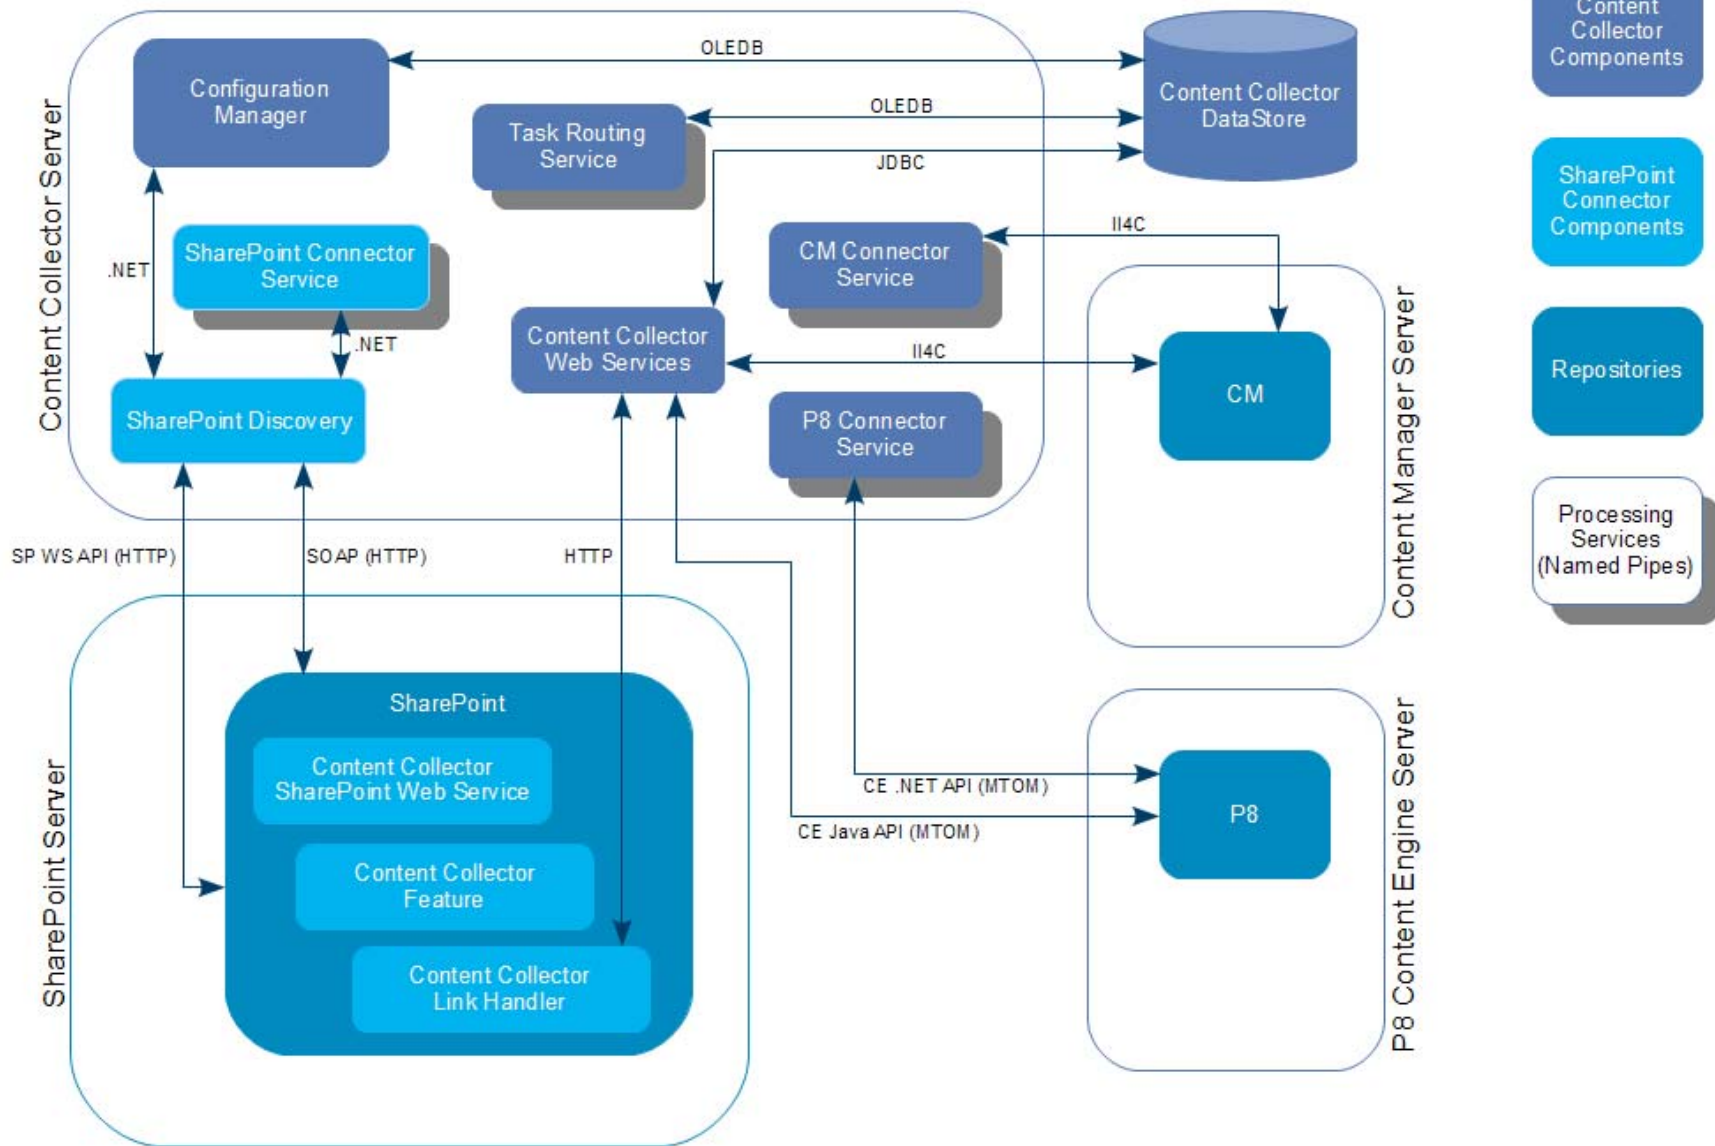 Content
Collector
Components
OLEDB
Configuration
Manager
Content Collector
DataStore
OLEDB
Task Routing
Service
JDBC
SharePoint
Connector
Components
Content Collector Server
II4C
SharePoint Connector
Service
CM Connector
Service
.NET
.NET
Content Collector
Web Services
II4C
CM
Content Manager Server
Repositories
SharePoint Discovery
P8 Connector
Service
Processing
Services
(Named Pipes)
SP WS API (HTTP)
SOAP (HTTP)
HTTP
SharePoint Server
SharePoint
Content Collector
SharePoint Web Service
Content Collector
Feature
Content Collector
Link Handler
CE .NET API (MTOM)
CE Java API (MTOM)
P8
P8 Content Engine Server